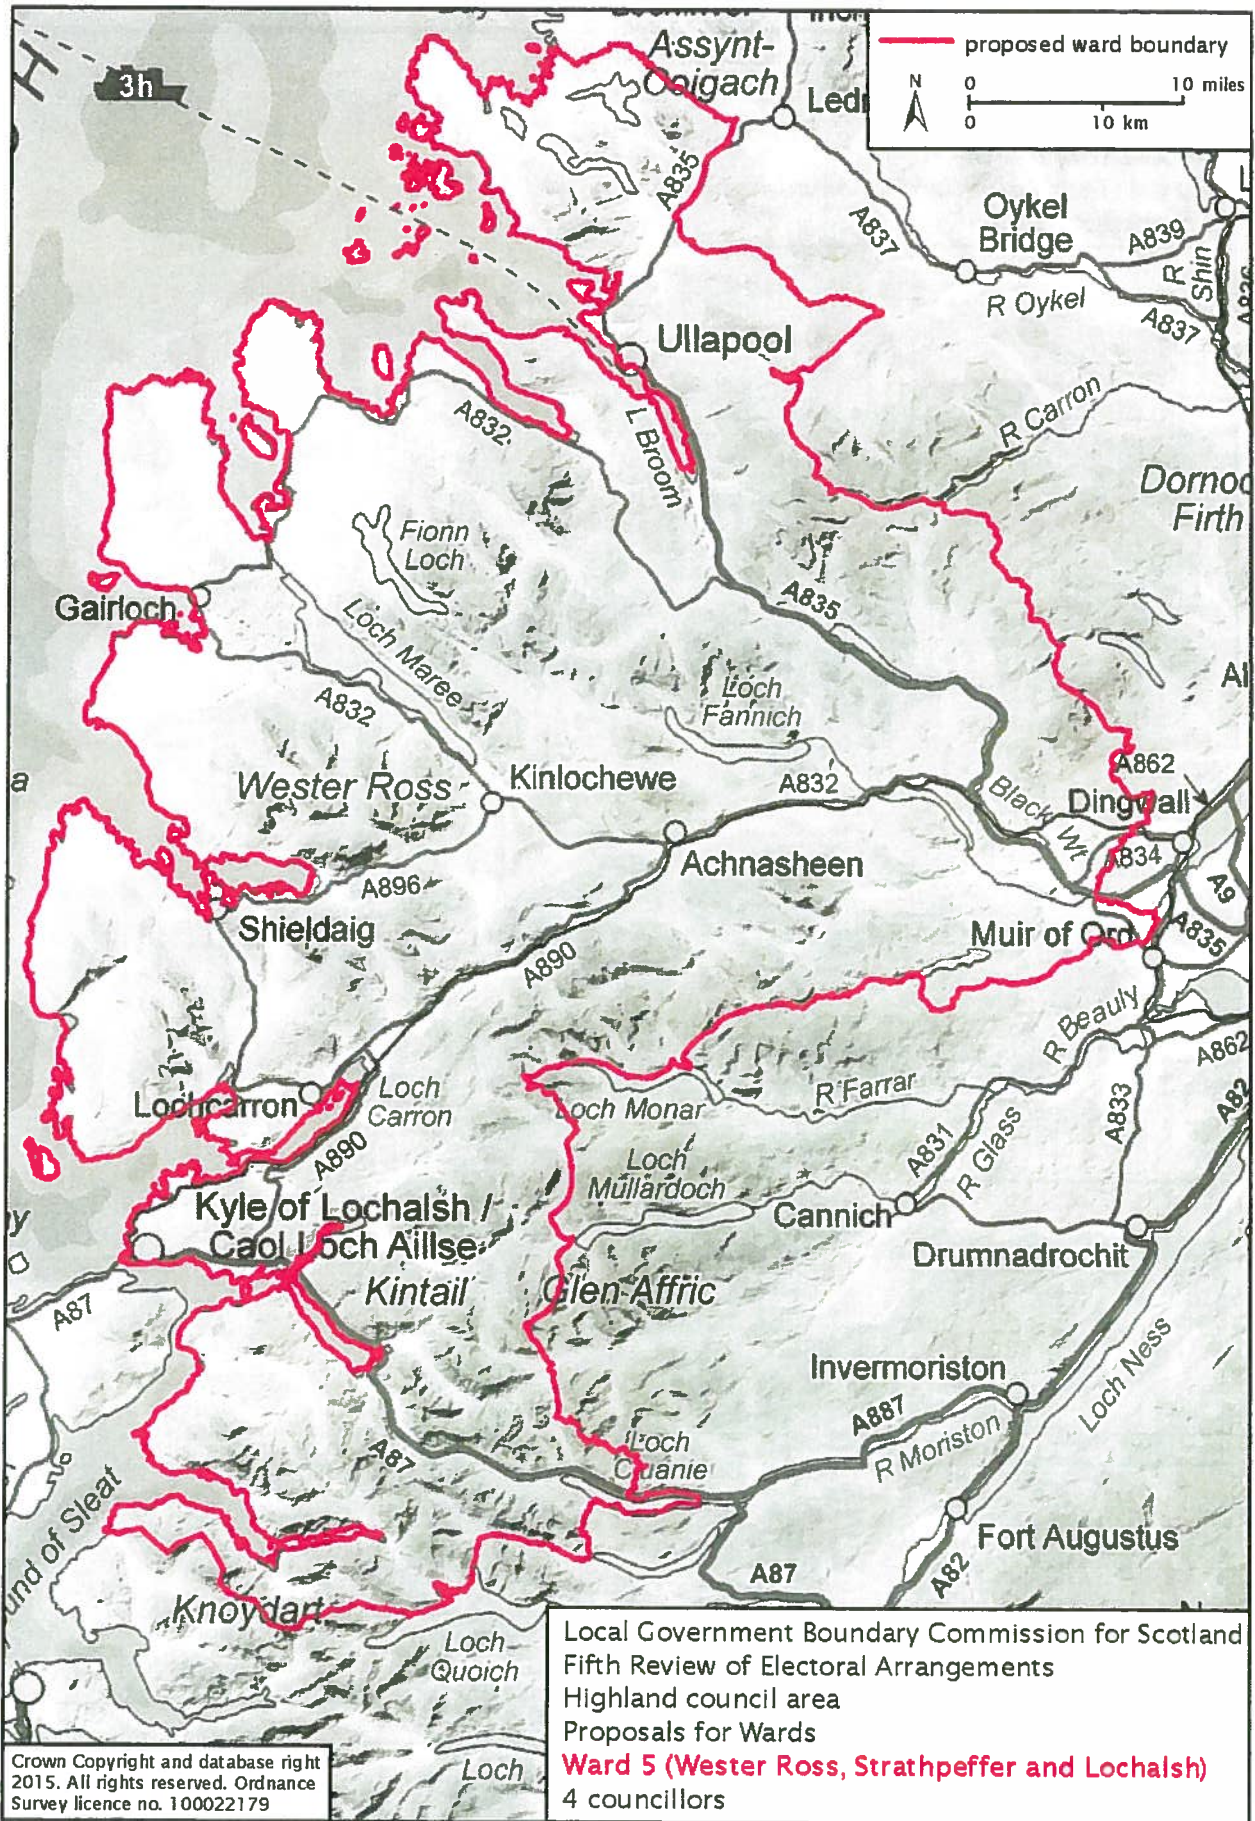 proposed ward boundary
N
0
10 miles
0
10 km
3h
Assynt-
Coigach
A835
A837
Oykel
Bridge
A839
R
Shin
R Oykel
A837
Ullapool
A832
L Broom
R Carron
Firth
Fionn
Loch
Gairloch
Loch Maree
A835
A832
Loch
Fannich
Wester Ross
Kinlochewe
A832
A862
Black Wt
Dingwall
A834
A9
Achnasheen
A896
Shieldaig
Muir of Ord
A835
A890
R Beauly
A862
Lochcarron
Loch
Carron
Loch Monar
R Farrar
A833
A82
A890
A831
R Glass
Loch
Mullardoch
Kyle of Lochalsh /
Caol Loch Aillse
Cannich
Drumnadrochit
A87
Kintail
Glen Affric
Invermoriston
Loch Ness
A887
R Moriston
A87
Loch
Cluanie
Fort Augustus
A87
A82
Knoydart
Loch
Quoich
Loch
Local Government Boundary Commission for Scotland
Fifth Review of Electoral Arrangements
Highland council area
Proposals for Wards
Ward 5 (Wester Ross, Strathpeffer and Lochalsh)
4 councillors
Crown Copyright and database right
2015. All rights reserved. Ordnance
Survey licence no. 100022179